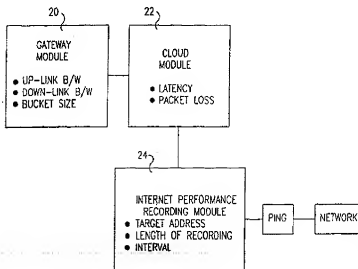 20
GATEWAY
MODULE
● UP-LINK B/W
● DOWN-LINK B/W
● BUCKET SIZE
22
CLOUD
MODULE
● LATENCY
● PACKET LOSS
24
INTERNET PERFORMANCE
RECORDING MODULE
● TARGET ADDRESS
● LENGTH OF RECORDING
● INTERVAL
PING
NETWORK